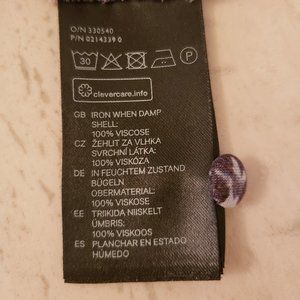 O/N 330540
P/N 0214339 0
30 P
clevercare.info
GB IRON WHEN DAMP
SHELL:
100% VISCOSE
CZ ŽEHLIT ZA VLHKA
SVRCHNÍ LÁTKA:
100% VISKÓZA
DE IN FEUCHTEM ZUSTAND
BÜGELN
OBERMATERIAL:
100% VISKOSE
EE TRIIKIDA NIISKELT
ÜMBRIS:
100% VISKOOS
ES PLANCHAR EN ESTADO
HÚMEDO